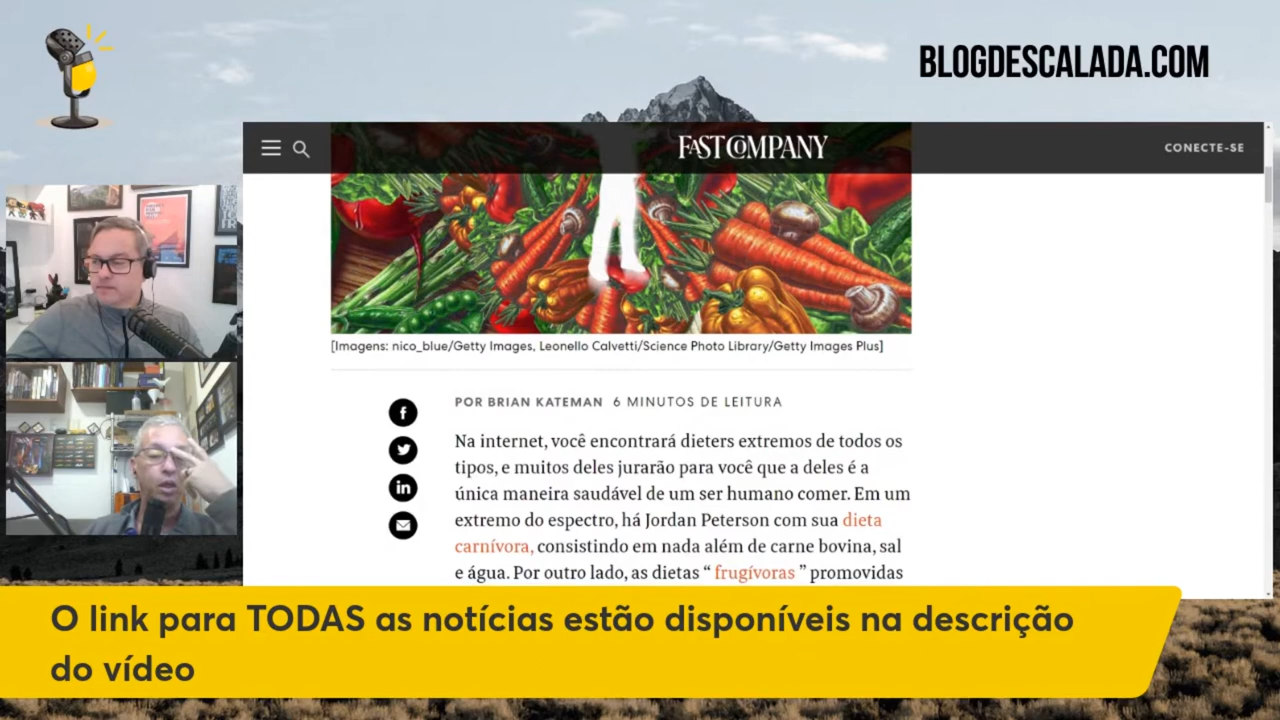 BLOGDESCALADA.COM
FAST COMPANY
CONECTE-SE
[Imagens: nico_blue/Getty Images, Leonello Calvetti/Science Photo Library/Getty Images Plus]
POR BRIAN KATEMAN 6 MINUTOS DE LEITURA
Na internet, você encontrará dieters extremos de todos os
tipos, e muitos deles jurarão para você que a deles é a
única maneira saudável de um ser humano comer. Em um
extremo do espectro, há Jordan Peterson com sua dieta
carnívora, consistindo em nada além de carne bovina, sal
e água. Por outro lado, as dietas “ frugívoras ” promovidas
O link para TODAS as notícias estão disponíveis na descrição
do vídeo